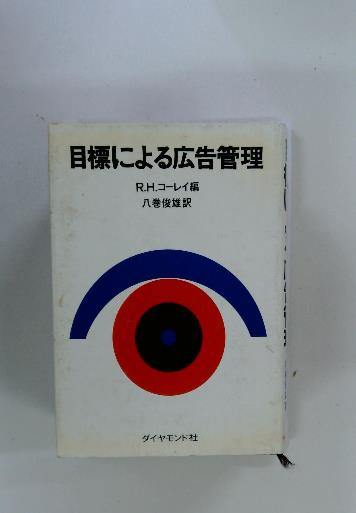 目標による広告管理
R.H.コーレイ編
八巻俊雄訳
ダイヤモンド社